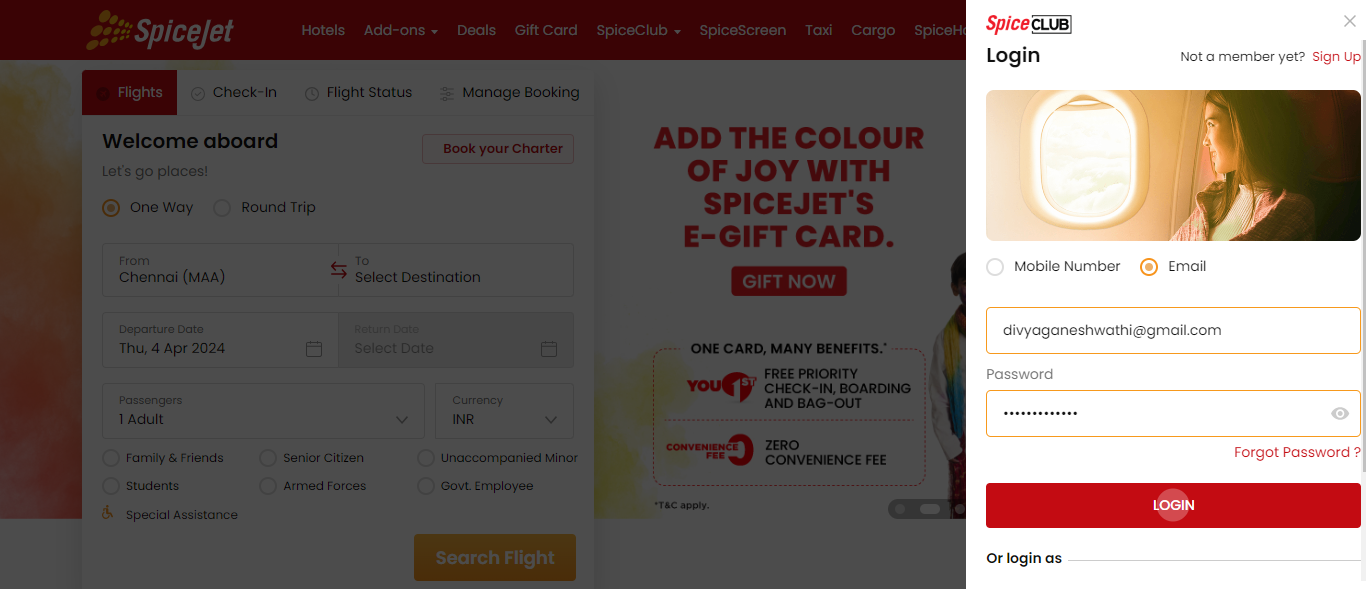 SpiceJet
Hotels Add-ons Deals Gift Card SpiceClub SpiceScreen Taxi Cargo
Flights Check-In Flight Status Manage Booking
Welcome aboard
Book your Charter
Let's go places!
One Way Round Trip
From
Chennai (MAA)
To
Select Destination
Departure Date
Thu, 4 Apr 2024
Return Date
Select Date
Passengers
1 Adult
Currency
INR
Family & Friends Senior Citizen Unaccompanied Minor
Students Armed Forces Govt. Employee
Special Assistance
Search Flight
ADD THE COLOUR
OF JOY WITH
SPICEJET'S
E-GIFT CARD.
GIFT NOW
ONE CARD, MANY BENEFITS.*
YOU 1ST
FREE PRIORITY
CHECK-IN, BOARDING
AND BAG-OUT
CONVENIENCE
FEE 0
ZERO
CONVENIENCE FEE
*T&C apply.
SpiceCLUB
Login
Not a member yet? Sign Up
Mobile Number Email
divyaganeshwathi@gmail.com
Password
•••••••••••••
Forgot Password ?
LOGIN
Or login as